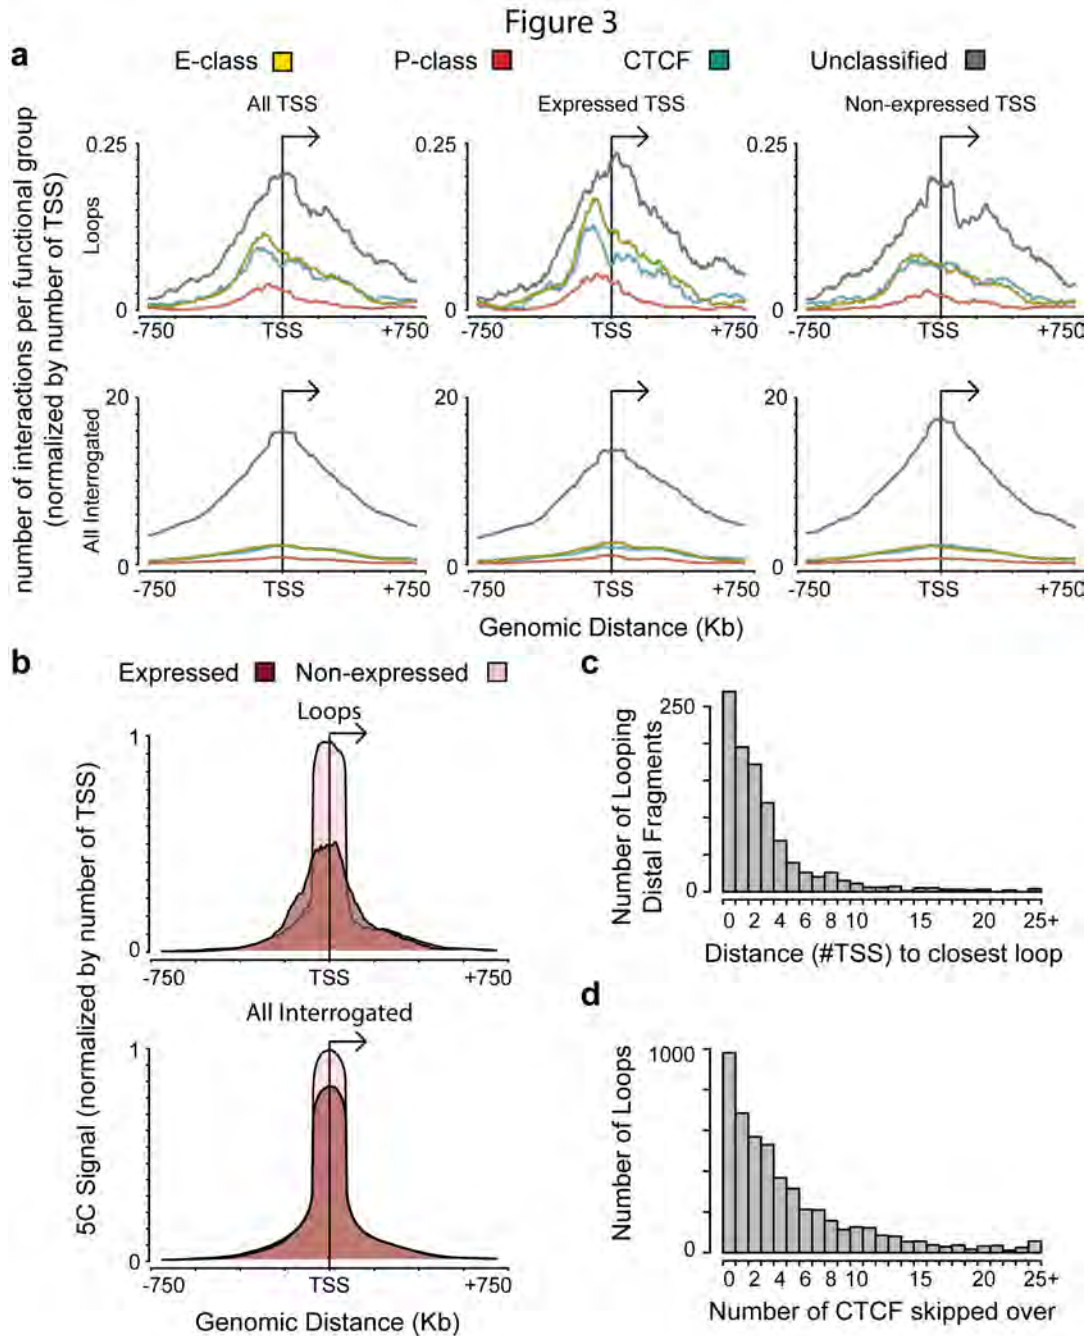 Figure 3
a
E-class
P-class
CTCF
Unclassified
number of interactions per functional group
(normalized by number of TSS)
All TSS
Expressed TSS
Non-expressed TSS
Loops
0.25
0
-750
TSS
+750
0.25
0
-750
TSS
+750
0.25
0
-750
TSS
+750
All Interrogated
20
0
-750
TSS
+750
20
0
-750
TSS
+750
20
0
-750
TSS
+750
Genomic Distance (Kb)
b
Expressed
Non-expressed
5C Signal (normalized by number of TSS)
Loops
1
0
-750
TSS
+750
All Interrogated
1
0
-750
TSS
+750
Genomic Distance (Kb)
c
Number of Looping
Distal Fragments
250
0
0 2 4 6 8 10 15 20 25+
Distance (#TSS) to closest loop
d
Number of Loops
1000
0
0 2 4 6 8 10 15 20 25+
Number of CTCF skipped over